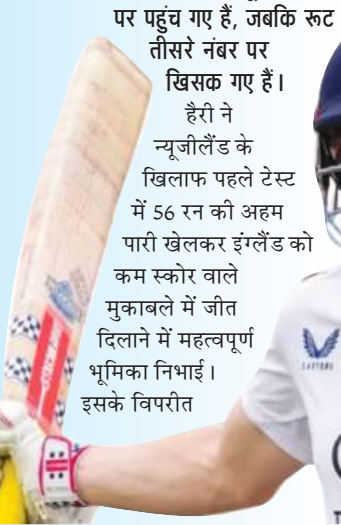 पर पहुंच गए हैं, जबकि रूट
तीसरे नंबर पर
खिसक गए हैं।
हैरी ने
न्यूजीलैंड के
खिलाफ पहले टेस्ट
में 56 रन की अहम
पारी खेलकर इंग्लैंड को
कम स्कोर वाले
मुकाबले में जीत
दिलाने में महत्वपूर्ण
भूमिका निभाई।
इसके विपरीत
CASTORE